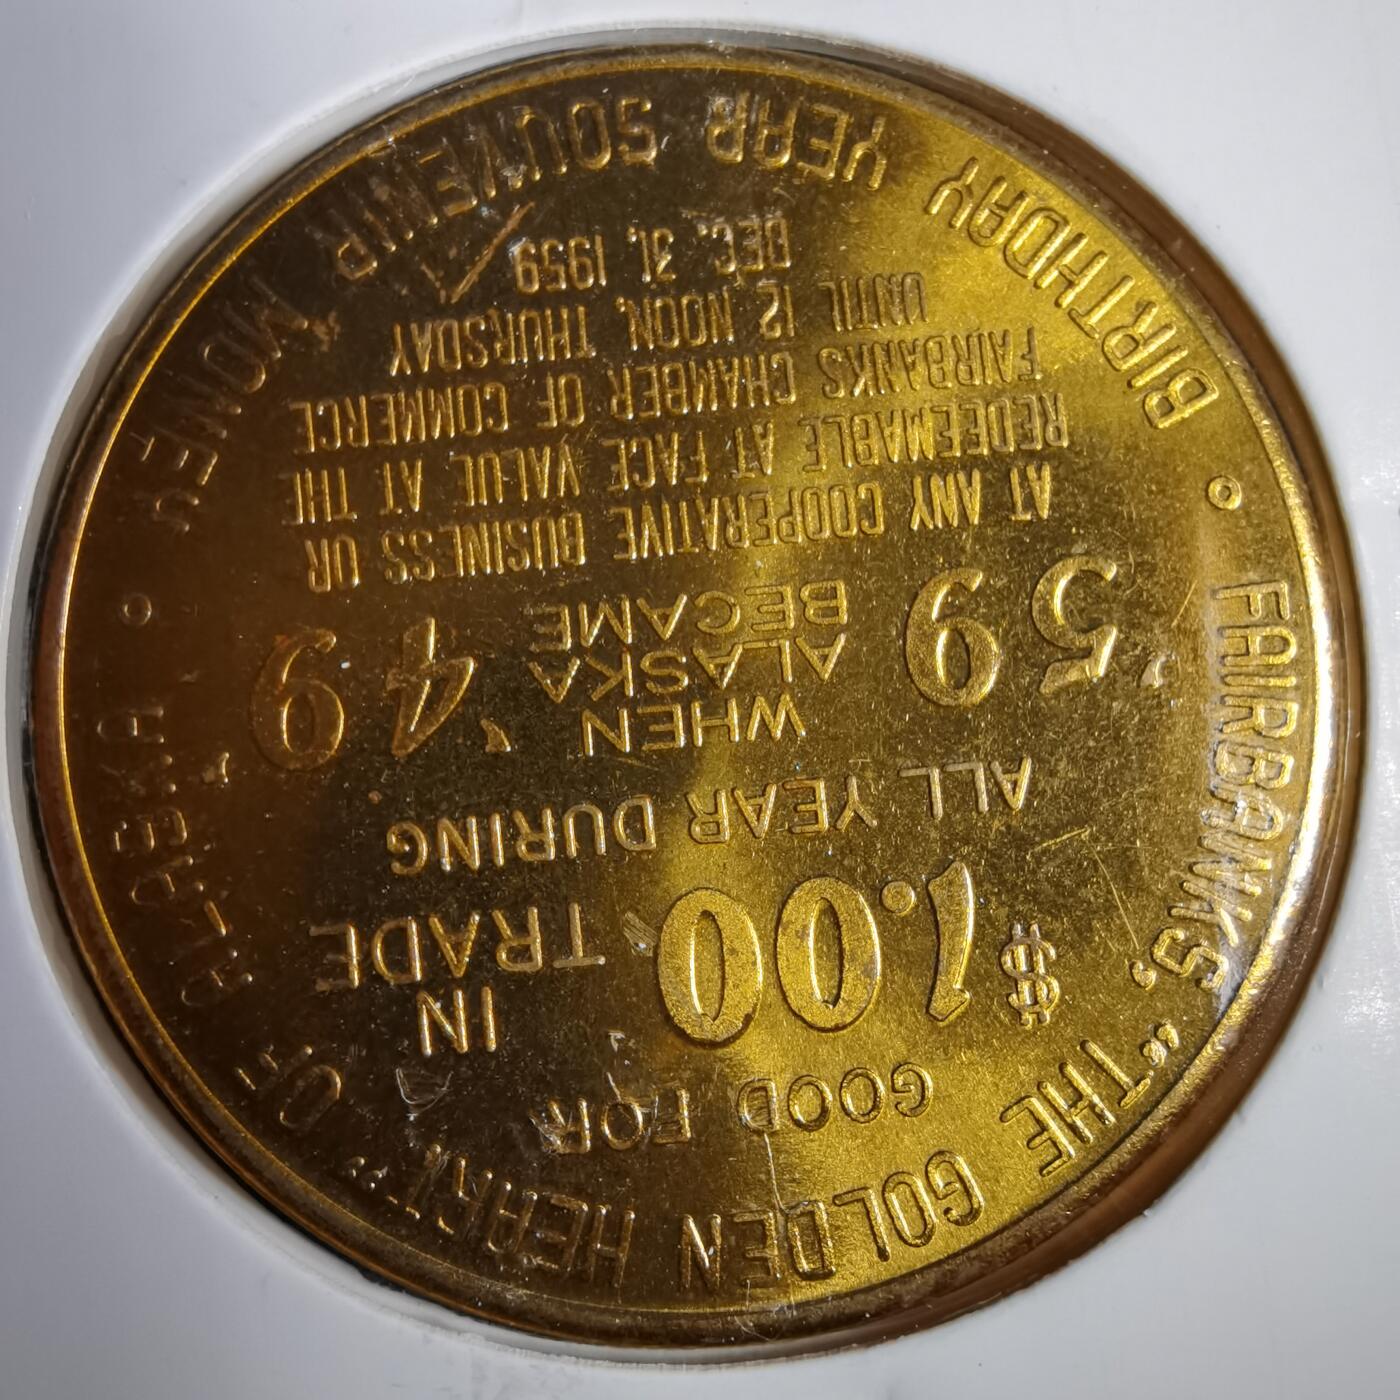 FAIRBANKS, "THE GOLDEN HEART" OF ALASKA
GOOD FOR
$1.00 IN TRADE
ALL YEAR DURING
'59 WHEN ALASKA BECAME '49
AT ANY COOPERATIVE BUSINESS OR
REDEEMABLE AT FACE VALUE AT THE
FAIRBANKS CHAMBER OF COMMERCE
UNTIL 12 NOON, THURSDAY
DEC. 31, 1959
BIRTHDAY YEAR SOUVENIR MONEY